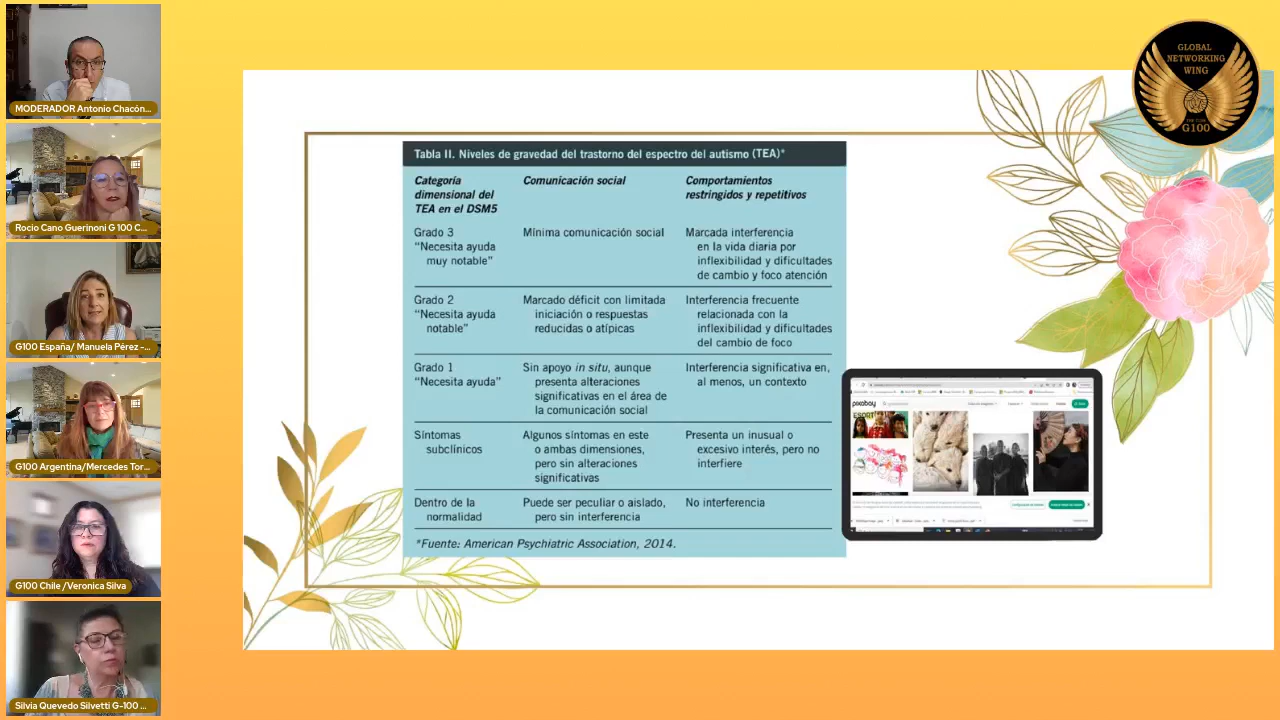 MODERADOR Antonio Chacón...
Rocio Cano Guerinoni G 100 C...
G100 España/ Manuela Pérez -...
G100 Argentina/Mercedes Tor...
G100 Chile /Veronica Silva
Silvia Quevedo Silvetti G-100 ...
GLOBAL
NETWORKING
WING
G100
Tabla II. Niveles de gravedad del trastorno del espectro del autismo (TEA)*
Categoría
dimensional del
TEA en el DSM5
Comunicación social
Comportamientos
restringidos y repetitivos
Grado 3
“Necesita ayuda
muy notable”
Mínima comunicación social
Marcada interferencia
en la vida diaria por
inflexibilidad y dificultades
de cambio y foco atención
Grado 2
“Necesita ayuda
notable”
Marcado déficit con limitada
iniciación o respuestas
reducidas o atípicas
Interferencia frecuente
relacionada con la
inflexibilidad y dificultades
del cambio de foco
Grado 1
“Necesita ayuda”
Sin apoyo in situ, aunque
presenta alteraciones
significativas en el área de
la comunicación social
Interferencia significativa en,
al menos, un contexto
Síntomas
subclínicos
Algunos síntomas en este
o ambas dimensiones,
pero sin alteraciones
significativas
Presenta un inusual o
excesivo interés, pero no
interfiere
Dentro de la
normalidad
Puede ser peculiar o aislado,
pero sin interferencia
No interferencia
*Fuente: American Psychiatric Association, 2014.
pixabay